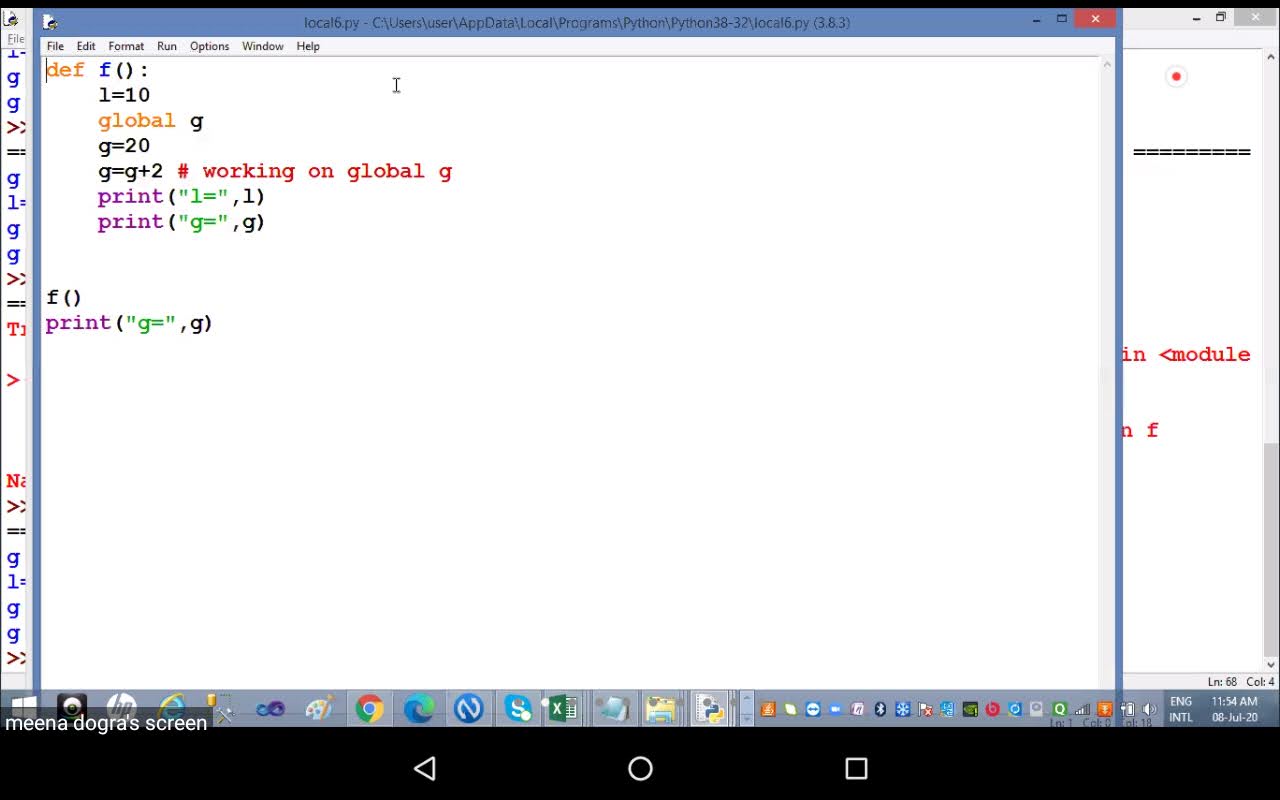 local6.py - C:\Users\user\AppData\Local\Programs\Python\Python38-32\local6.py (3.8.3)
File
File Edit Format Run Options Window Help
def f():
    l=10
    global g
    g=20
    g=g+2 # working on global g
    print("l=",l)
    print("g=",g)
f()
print("g=",g)
g
g
>>
==
=========
g
l=
g
g
>>
==
Tr
in <module
>
n f
Na
>>
==
g
l=
g
g
>>
Ln: 68 Col: 4
ENG 11:54 AM
INTL 08-Jul-20
Ln: 1 Col: 0
Col: 18
meena dogra's screen